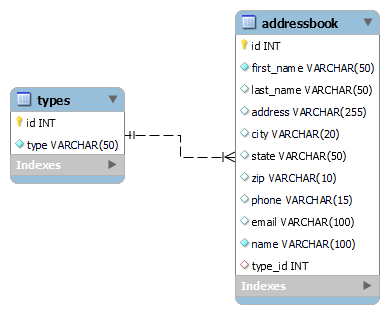 types
id INT
type VARCHAR(50)
Indexes
addressbook
id INT
first_name VARCHAR(50)
last_name VARCHAR(50)
address VARCHAR(255)
city VARCHAR(20)
state VARCHAR(50)
zip VARCHAR(10)
phone VARCHAR(15)
email VARCHAR(100)
name VARCHAR(100)
type_id INT
Indexes